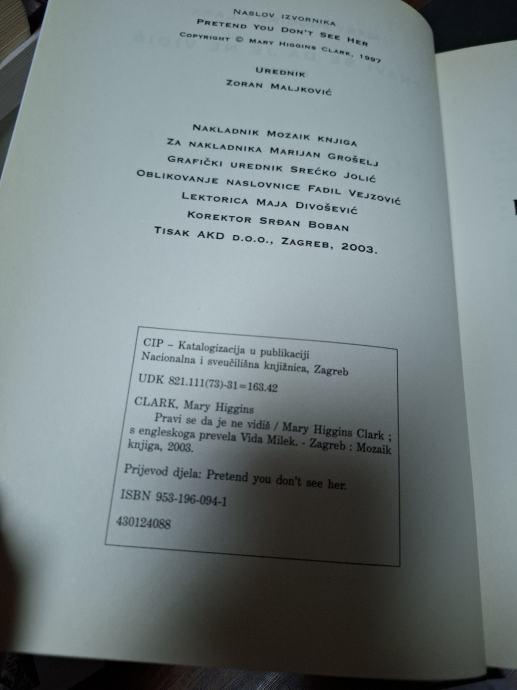 NASLOV IZVORNIKA
PRETEND YOU DON'T SEE HER
COPYRIGHT © MARY HIGGINS CLARK, 1997
UREDNIK
ZORAN MALJKOVIĆ
NAKLADNIK MOZAIK KNJIGA
ZA NAKLADNIKA MARIJAN GROŠELJ
GRAFIČKI UREDNIK SREĆKO JOLIĆ
OBLIKOVANJE NASLOVNICE FADIL VEJZOVIĆ
LEKTORICA MAJA DIVOŠEVIĆ
KOREKTOR SRĐAN BOBAN
TISAK AKD D.O.O., ZAGREB, 2003.
CIP – Katalogizacija u publikaciji
Nacionalna i sveučilišna knjižnica, Zagreb
UDK 821.111(73)-31=163.42
CLARK, Mary Higgins
Pravi se da je ne vidiš / Mary Higgins Clark ;
s engleskoga prevela Vida Milek. - Zagreb : Mozaik
knjiga, 2003.
Prijevod djela: Pretend you don't see her.
ISBN 953-196-094-1
430124088